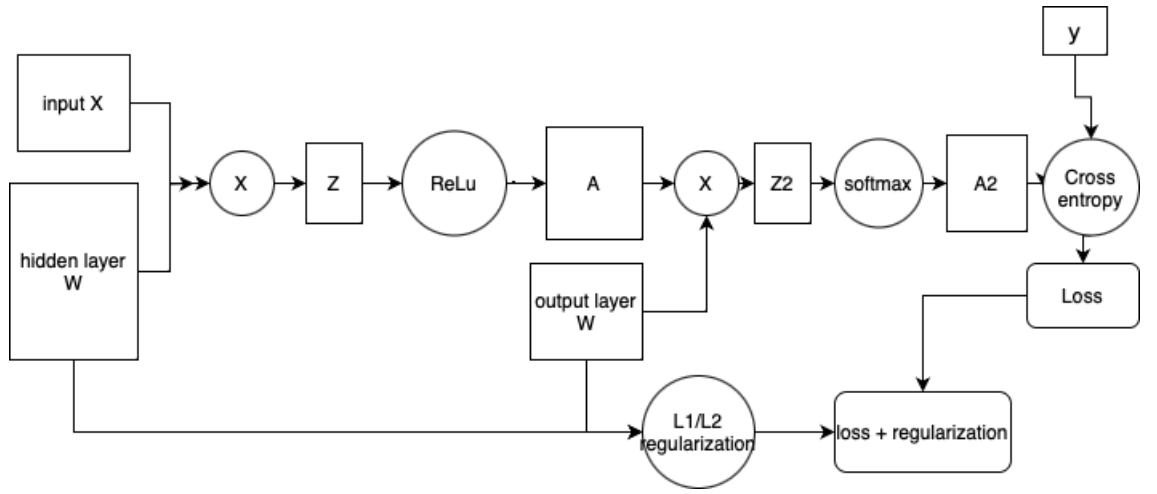 y
input X
X
Z
ReLu
A
X
Z2
softmax
A2
Cross
entropy
hidden layer
W
output layer
W
Loss
L1/L2
regularization
loss + regularization